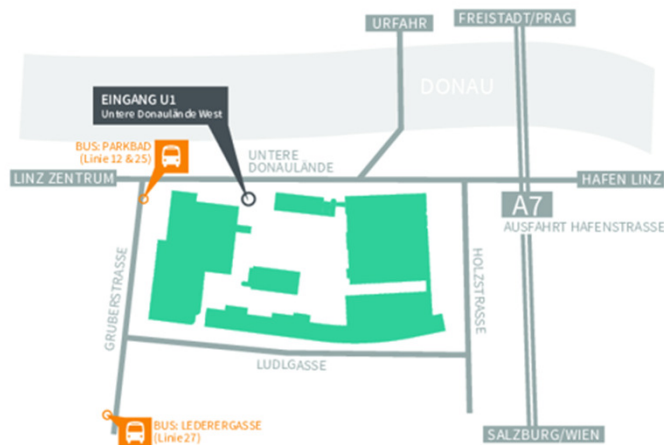 FREISTADT/PRAG
URFAHR
DONAU
EINGANG U1
Untere Donaulände West
BUS: PARKBAD
(Linie 12 & 25)
UNTERE
DONAULÄNDE
LINZ ZENTRUM
HAFEN LINZ
A7
AUSFAHRT HAFENSTRASSE
GRUBERSTRASSE
HOLZSTRASSE
LUDLGASSE
BUS: LEDERERGASSE
(Linie 27)
SALZBURG/WIEN